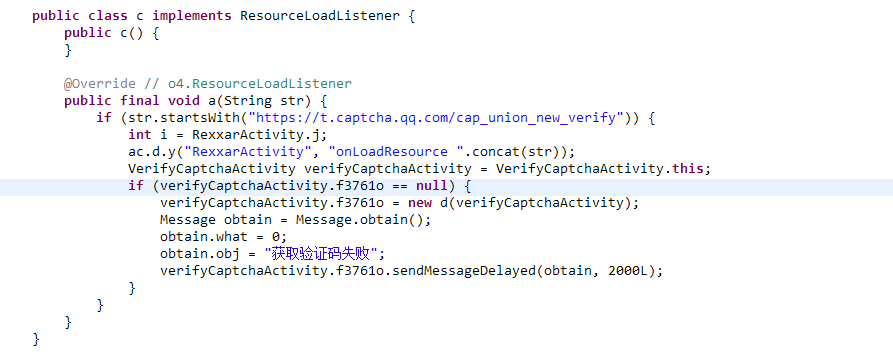 public class c implements ResourceLoadListener {
    public c() {
    }

    @Override // o4.ResourceLoadListener
    public final void a(String str) {
        if (str.startsWith("https://t.captcha.qq.com/cap_union_new_verify")) {
            int i = RexxarActivity.j;
            ac.d.y("RexxarActivity", "onLoadResource ".concat(str));
            VerifyCaptchaActivity verifyCaptchaActivity = VerifyCaptchaActivity.this;
            if (verifyCaptchaActivity.f3761o == null) {
                verifyCaptchaActivity.f3761o = new d(verifyCaptchaActivity);
                Message obtain = Message.obtain();
                obtain.what = 0;
                obtain.obj = "获取验证码失败";
                verifyCaptchaActivity.f3761o.sendMessageDelayed(obtain, 2000L);
            }
        }
    }
}